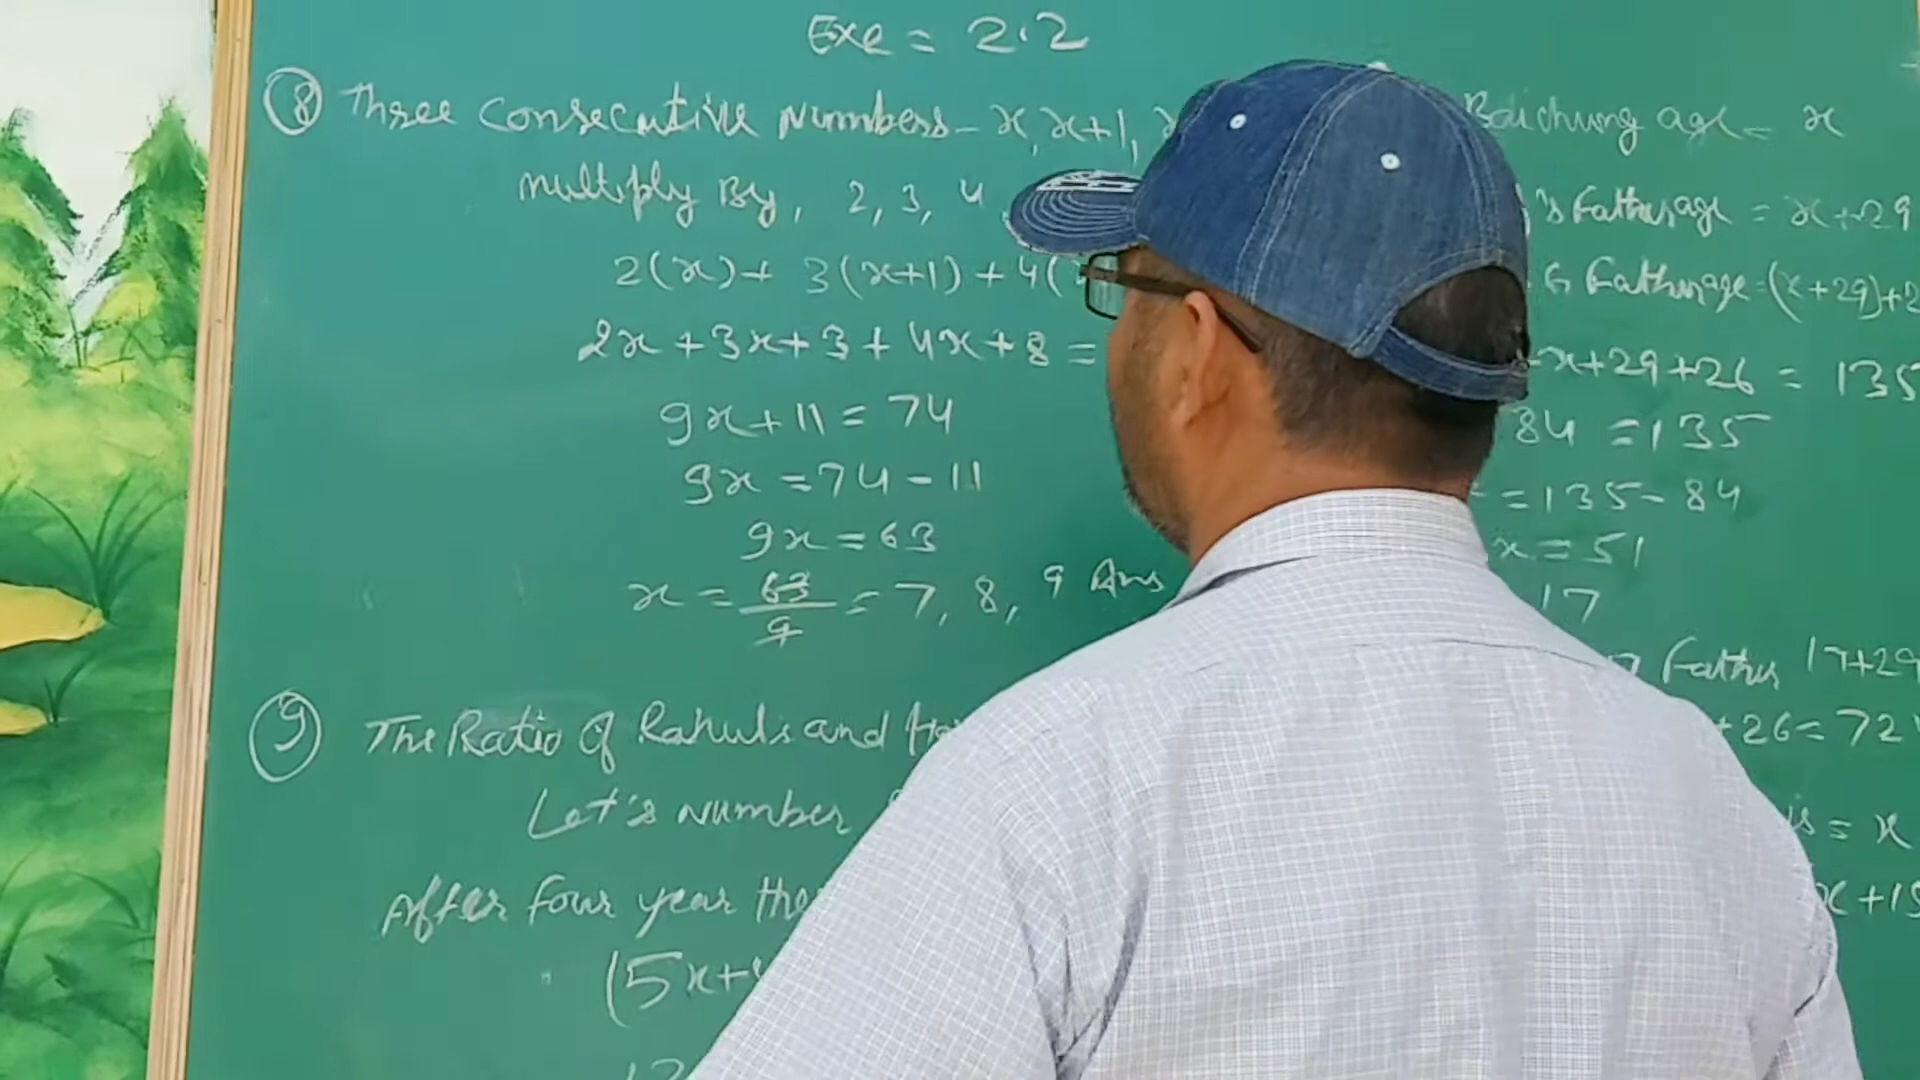 Exe = 2.2
8 Three consecutive Numbers - x, x+1,
multiply By, 2, 3, 4
2(x)+ 3(x+1) + 4(
2x + 3x + 3 + 4x + 8 =
9x + 11 = 74
9x = 74 - 11
9x = 63
x = 63/9 = 7, 8, 9 Ans
9 The Ratio of Rahul's and
Let's number
After four year
(5x+
Baichung age = x
's Father age = x+29
G Father age = (x+29)+2
x+29+26 = 135
84 = 135
= 135 - 84
x = 51
17
Father 17+29
+26 = 72
= x
x+15